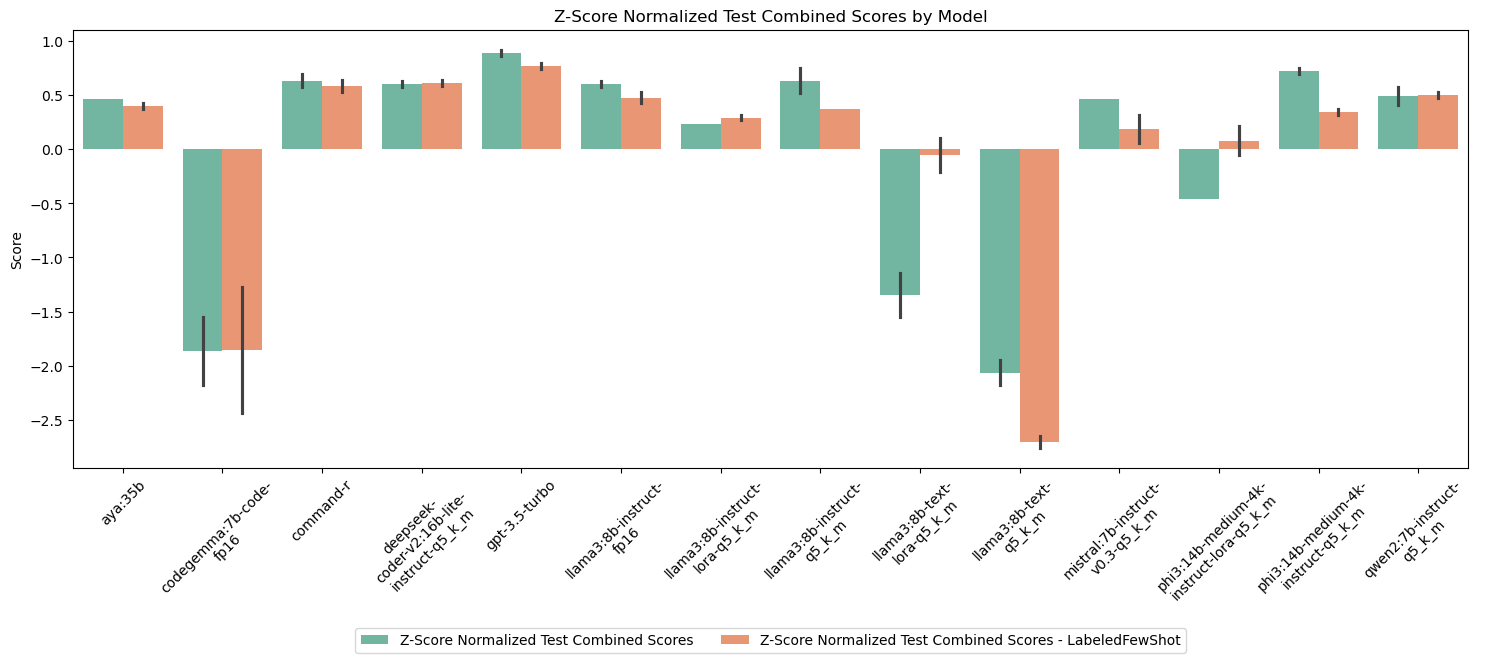 Z-Score Normalized Test Combined Scores by Model
1.0
0.5
0.0
−0.5
−1.0
−1.5
−2.0
−2.5
Score
aya:35b
codegemma:7b-code-
fp16
command-r
deepseek-
coder-v2:16b-lite-
instruct-q5_k_m
gpt-3.5-turbo
llama3:8b-instruct-
fp16
llama3:8b-instruct-
lora-q5_k_m
llama3:8b-instruct-
q5_k_m
llama3:8b-text-
lora-q5_k_m
llama3:8b-text-
q5_k_m
mistral:7b-instruct-
v0.3-q5_k_m
phi3:14b-medium-4k-
instruct-lora-q5_k_m
phi3:14b-medium-4k-
instruct-q5_k_m
qwen2:7b-instruct-
q5_k_m
Z-Score Normalized Test Combined Scores
Z-Score Normalized Test Combined Scores - LabeledFewShot